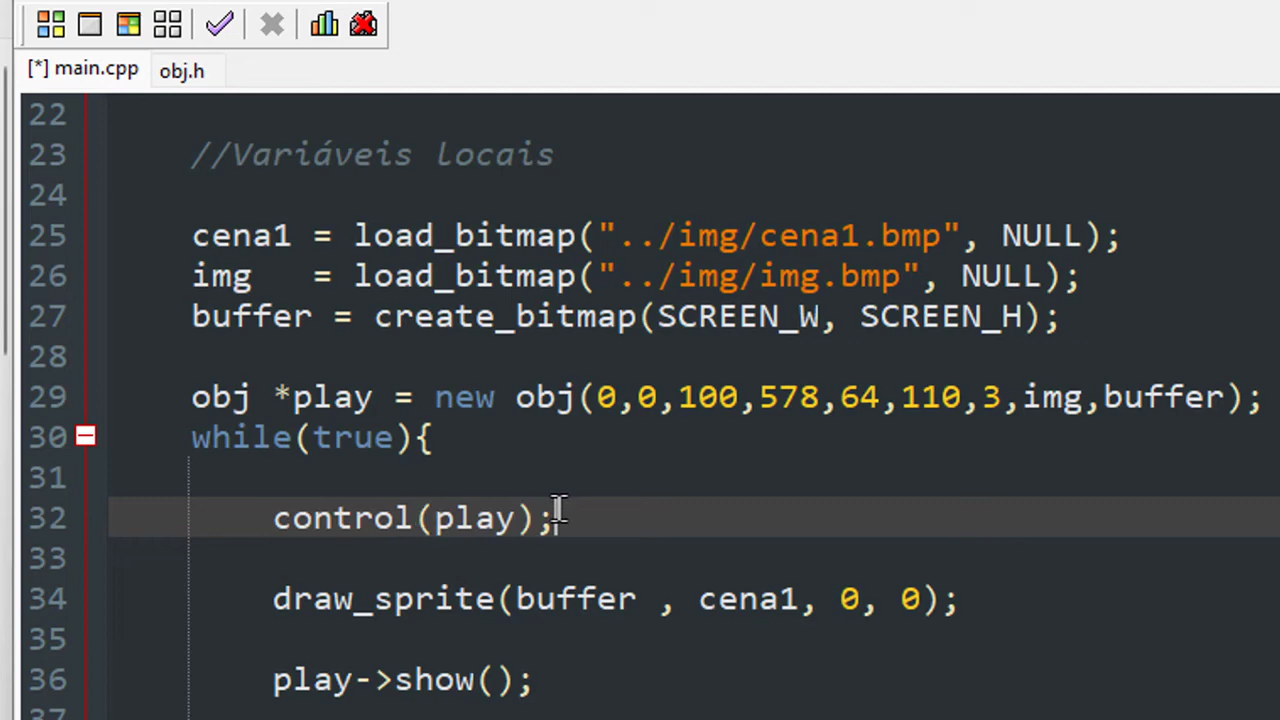 [*] main.cpp obj.h
22
23 //Variáveis locais
24
25 cena1 = load_bitmap("../img/cena1.bmp", NULL);
26 img   = load_bitmap("../img/img.bmp", NULL);
27 buffer = create_bitmap(SCREEN_W, SCREEN_H);
28
29 obj *play = new obj(0,0,100,578,64,110,3,img,buffer);
30 while(true){
31
32 control(play);
33
34 draw_sprite(buffer , cena1, 0, 0);
35
36 play->show();
37